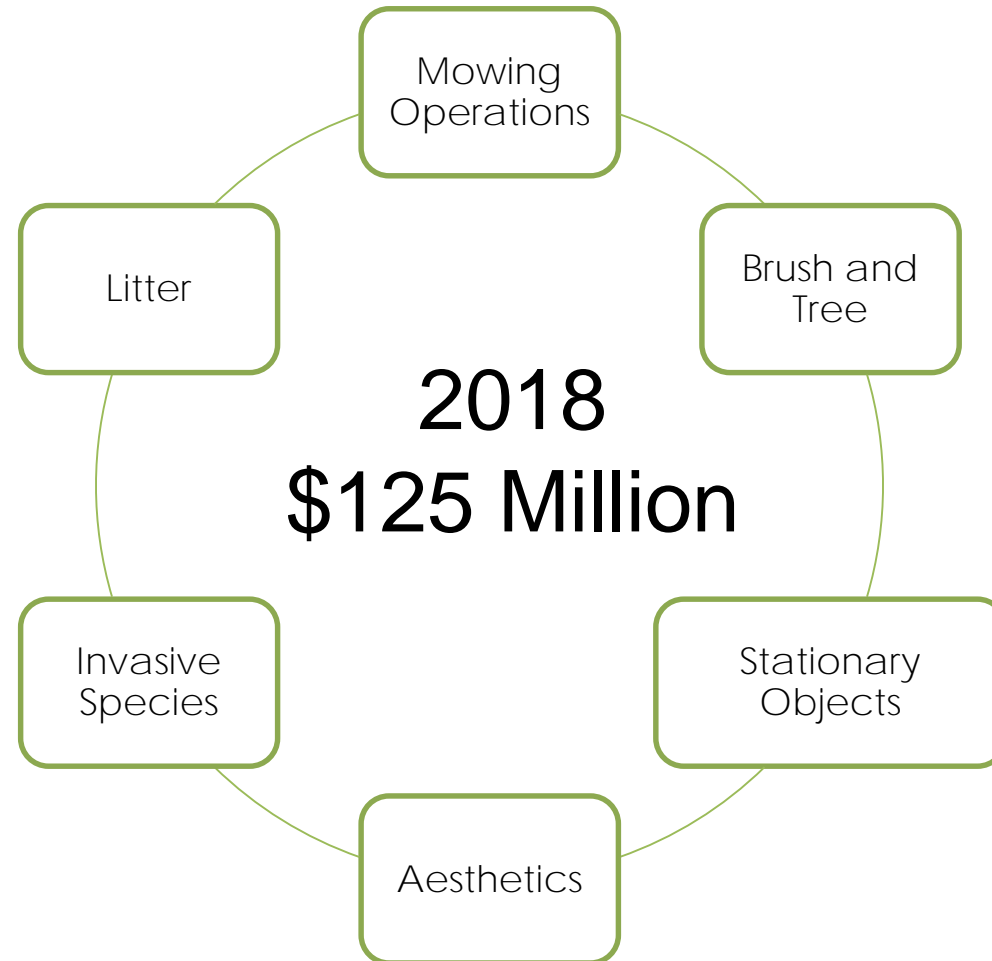 Mowing
Operations
Litter
Brush and
Tree
2018
$125 Million
Invasive
Species
Stationary
Objects
Aesthetics